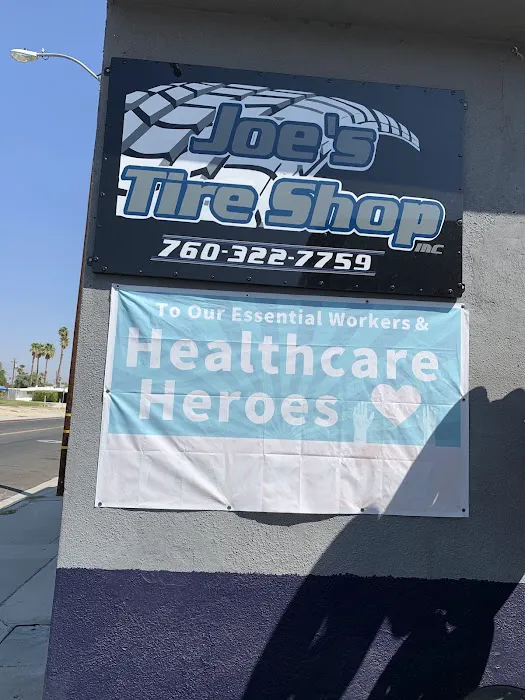 Joe's
Tire Shop
INC
760-322-7759
To Our Essential Workers &
Healthcare
Heroes